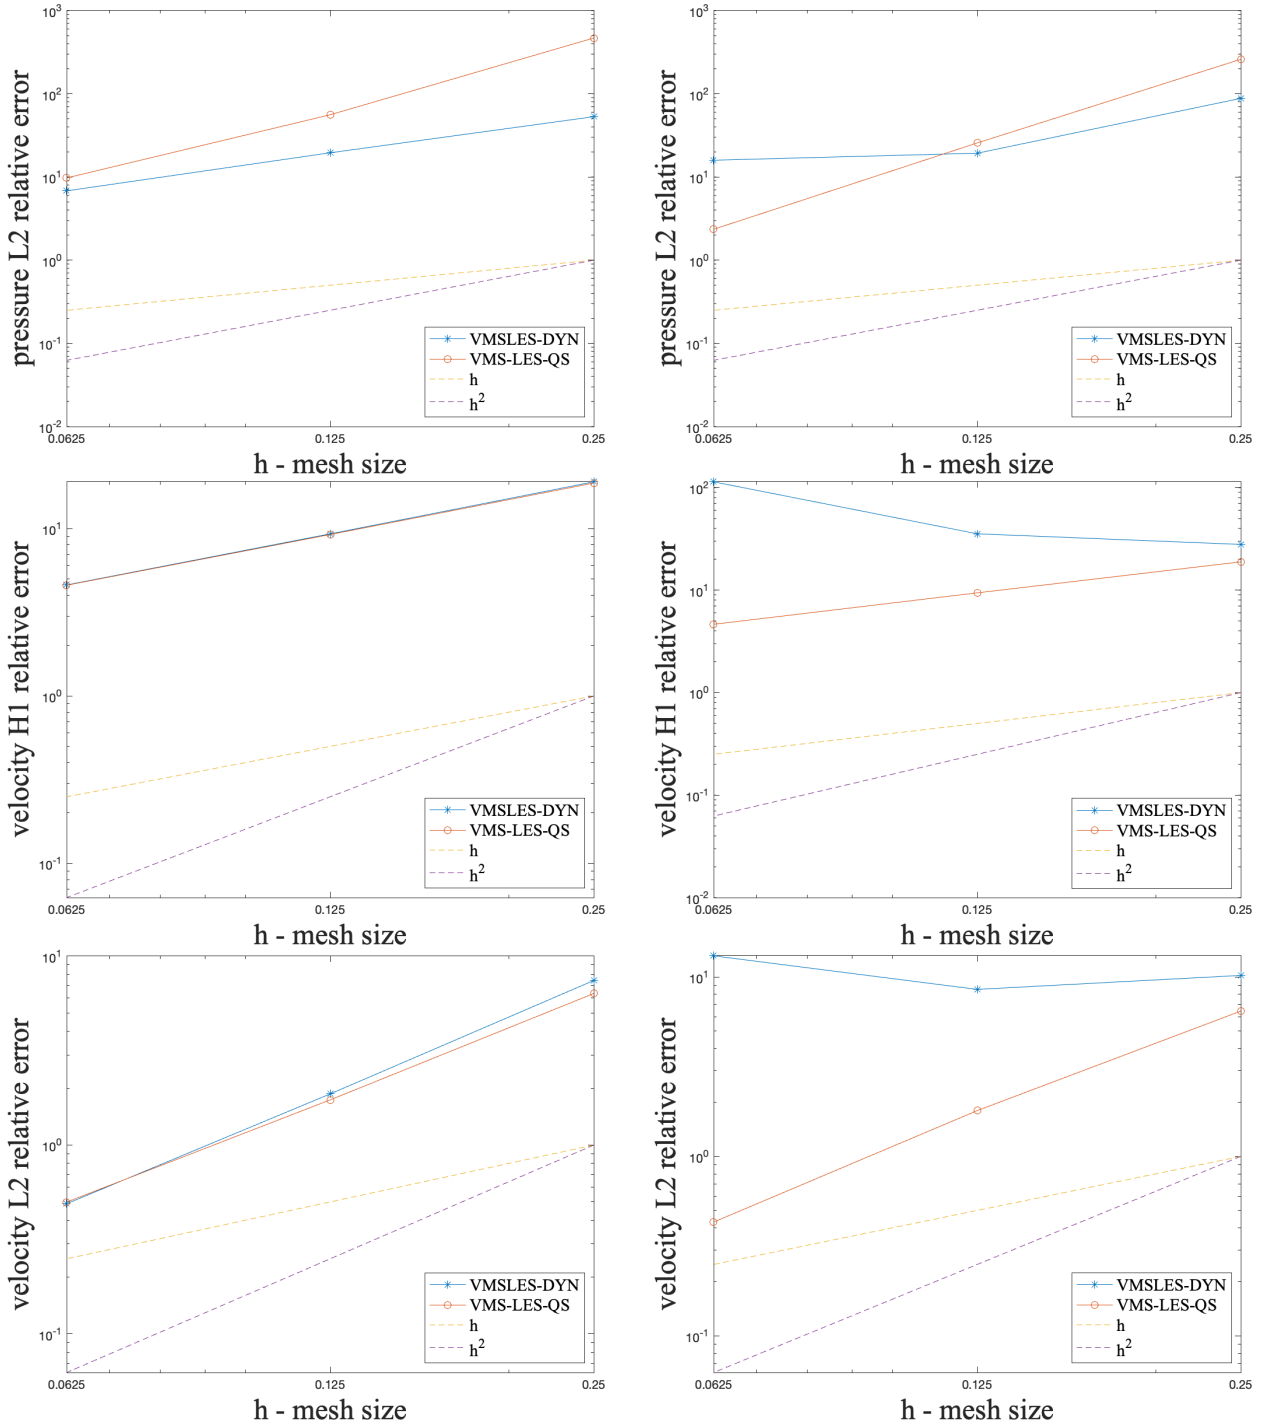 pressure L2 relative error
10^3
10^2
10^1
10^0
10^-1
10^-2
0.0625
0.125
0.25
h - mesh size
VMSLES-DYN
VMS-LES-QS
h
h^2
pressure L2 relative error
10^3
10^2
10^1
10^0
10^-1
10^-2
0.0625
0.125
0.25
h - mesh size
VMSLES-DYN
VMS-LES-QS
h
h^2
velocity H1 relative error
10^1
10^0
10^-1
0.0625
0.125
0.25
h - mesh size
VMSLES-DYN
VMS-LES-QS
h
h^2
velocity H1 relative error
10^2
10^1
10^0
10^-1
10^-2
0.0625
0.125
0.25
h - mesh size
VMSLES-DYN
VMS-LES-QS
h
h^2
velocity L2 relative error
10^1
10^0
10^-1
0.0625
0.125
0.25
h - mesh size
VMSLES-DYN
VMS-LES-QS
h
h^2
velocity L2 relative error
10^1
10^0
10^-1
0.0625
0.125
0.25
h - mesh size
VMSLES-DYN
VMS-LES-QS
h
h^2